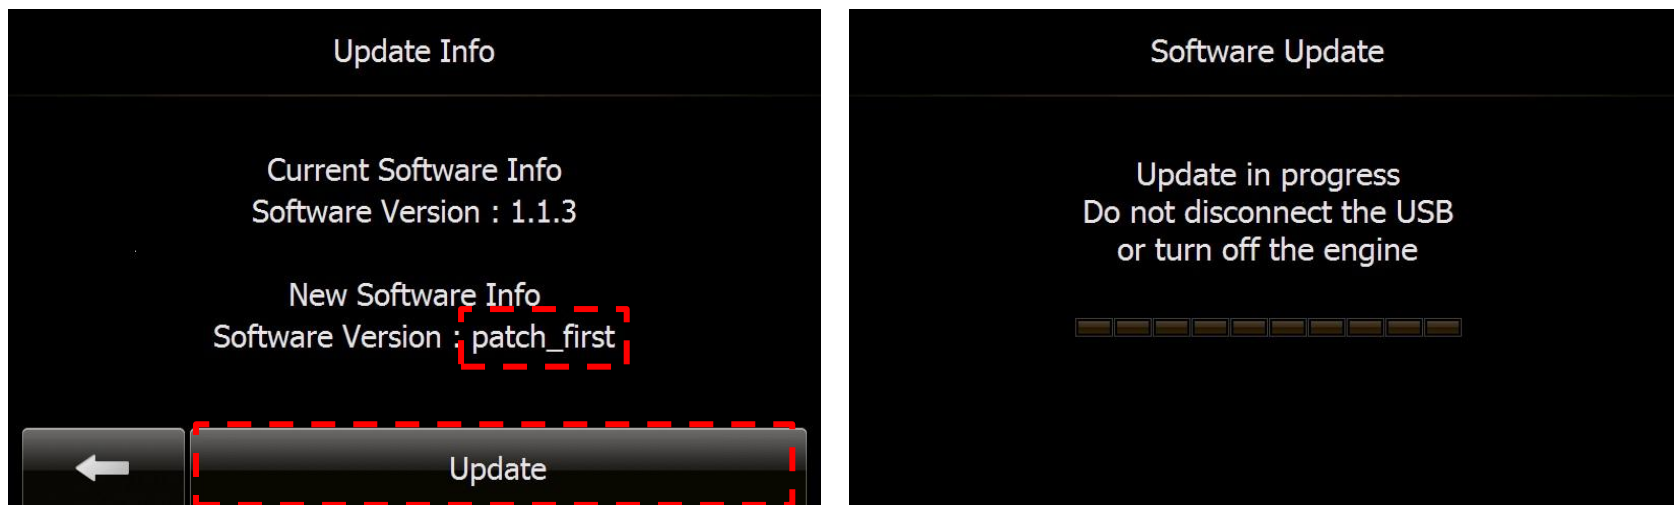 Update Info
Current Software Info
Software Version : 1.1.3
New Software Info
Software Version : patch_first
Update
Software Update
Update in progress
Do not disconnect the USB
or turn off the engine